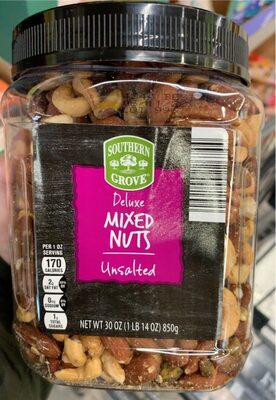 SOUTHERN
GROVE
Deluxe
MIXED
NUTS
Unsalted
PER 1 OZ
SERVING
170
CALORIES
2g
SAT FAT
0mg
SODIUM
1g
TOTAL
SUGARS
NET WT 30 OZ (1 LB 14 OZ) 850g